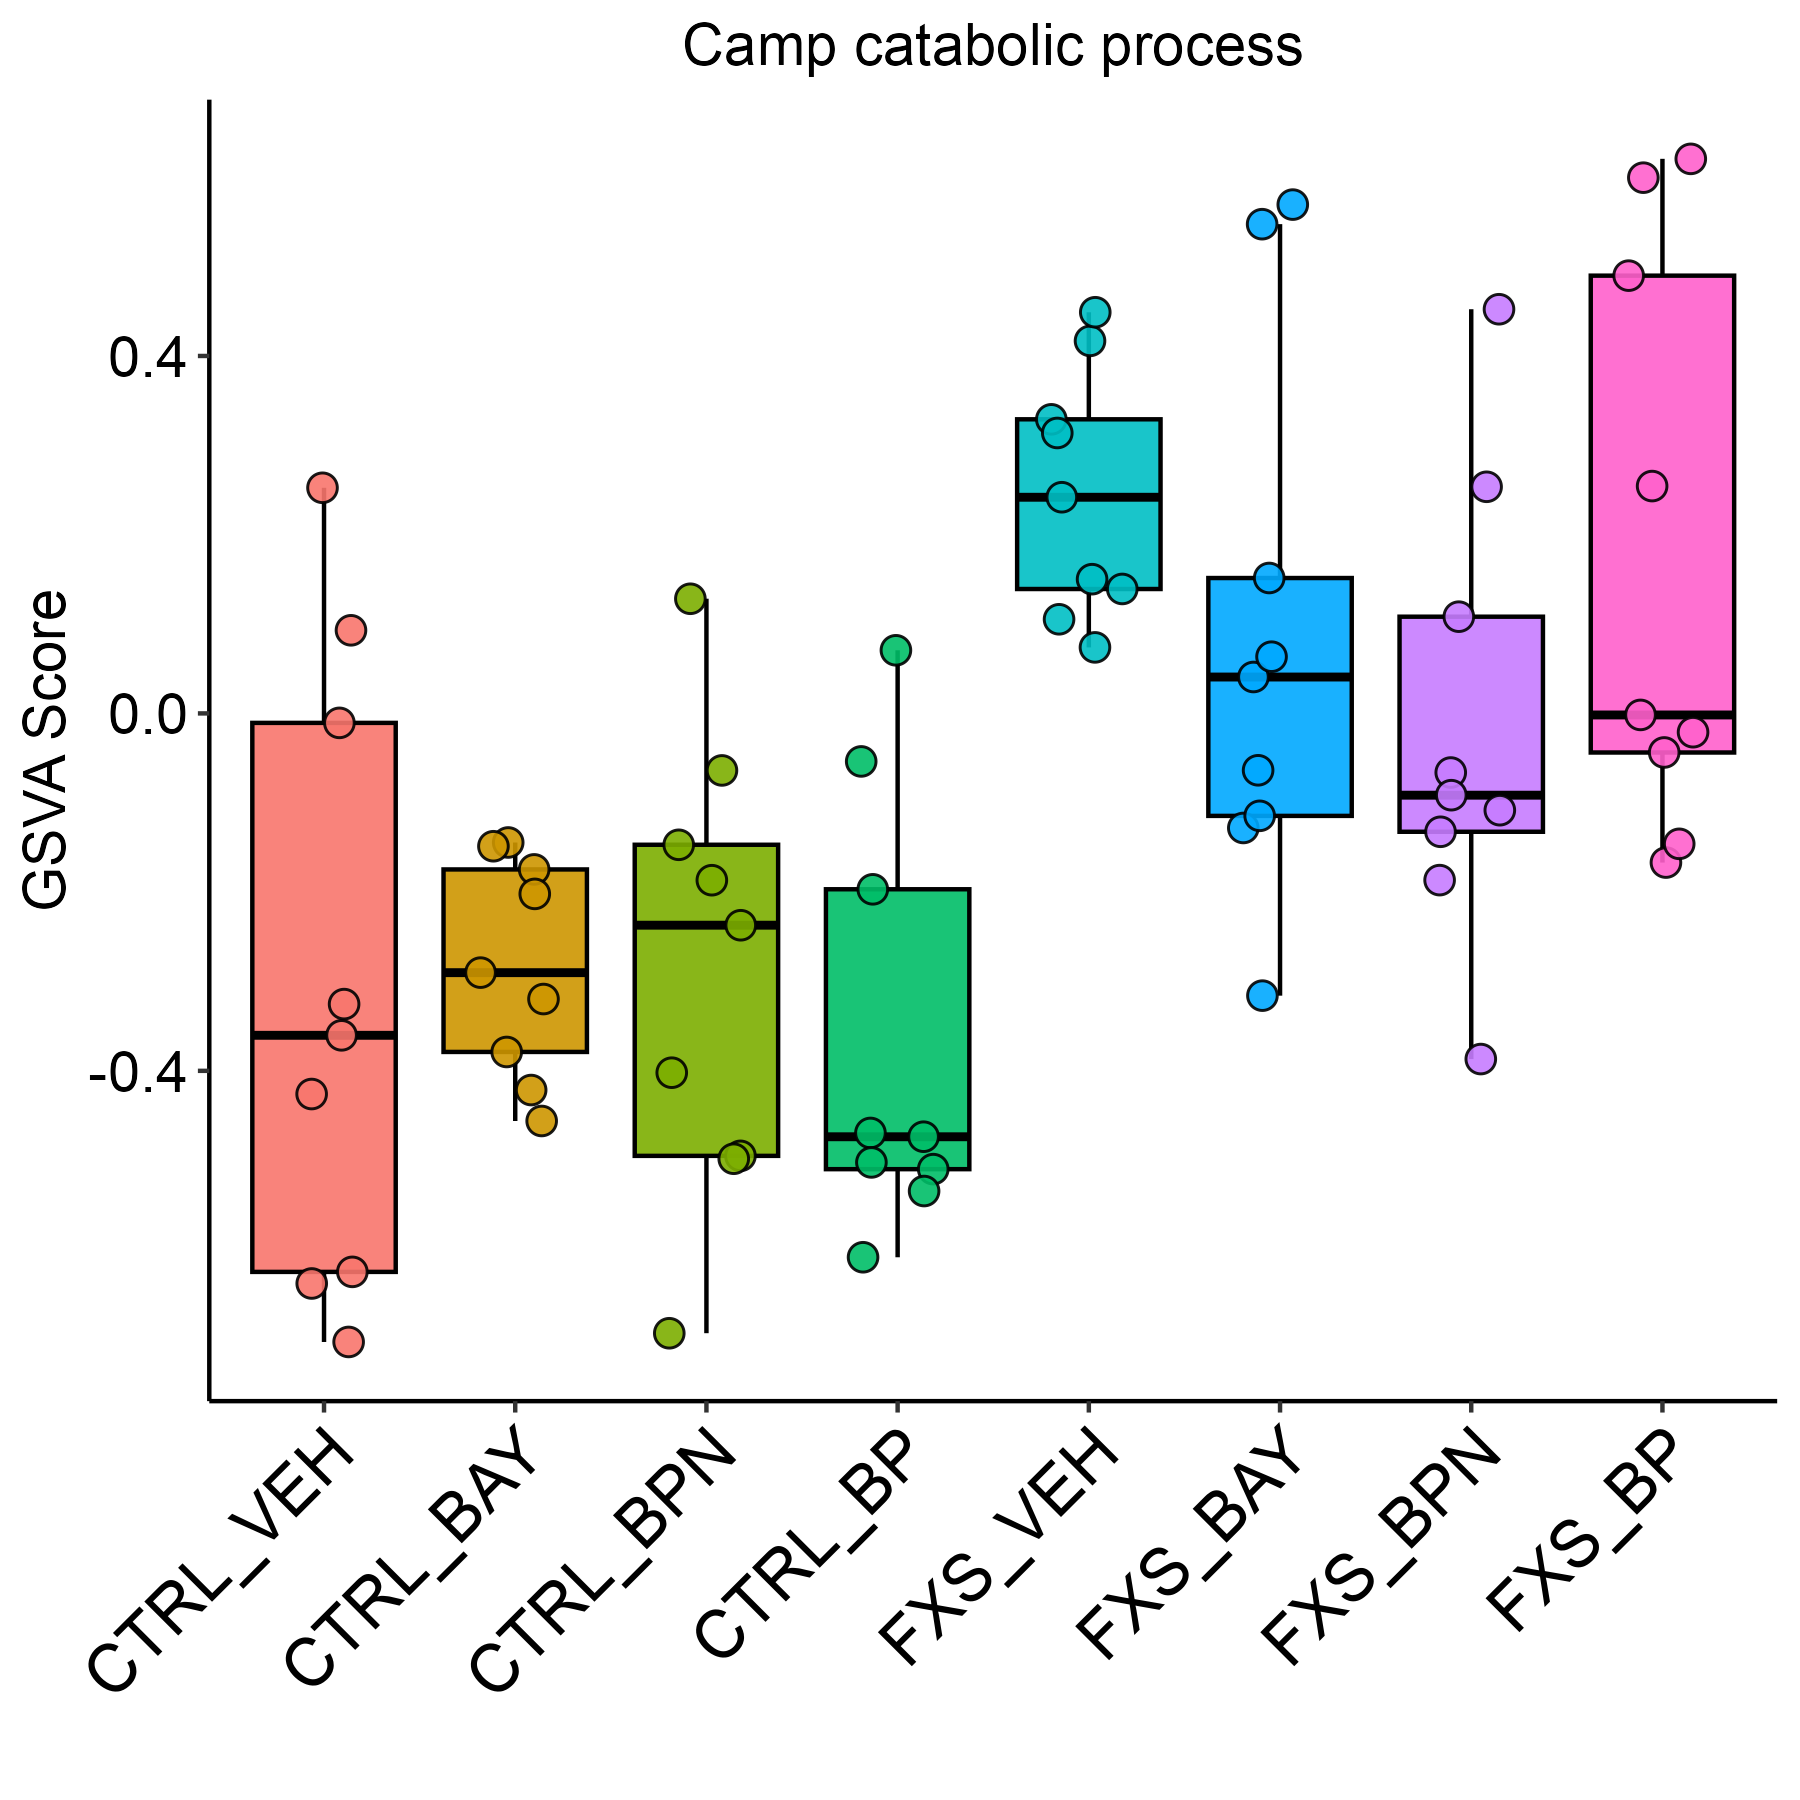 Camp catabolic process
GSVA Score
0.4
0.0
-0.4
CTRL_VEH
CTRL_BAY
CTRL_BPN
CTRL_BP
FXS_VEH
FXS_BAY
FXS_BPN
FXS_BP